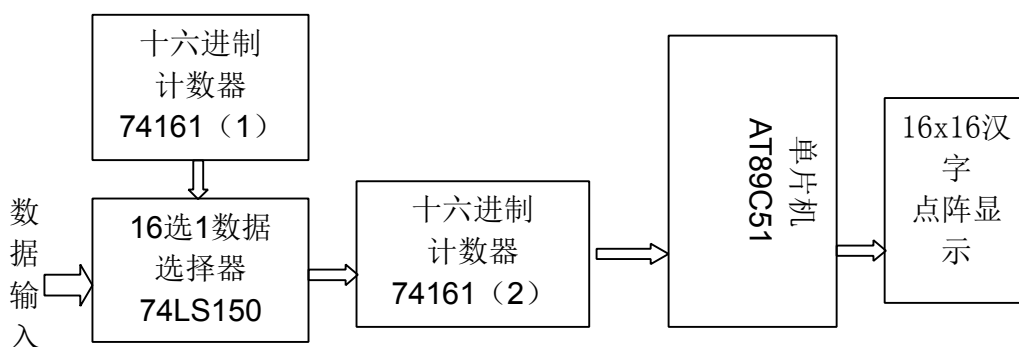 十六进制
计数器
74161（1）
数据输入
16选1数据
选择器
74LS150
十六进制
计数器
74161（2）
单片机
AT89C51
16x16汉
字
点阵显
示